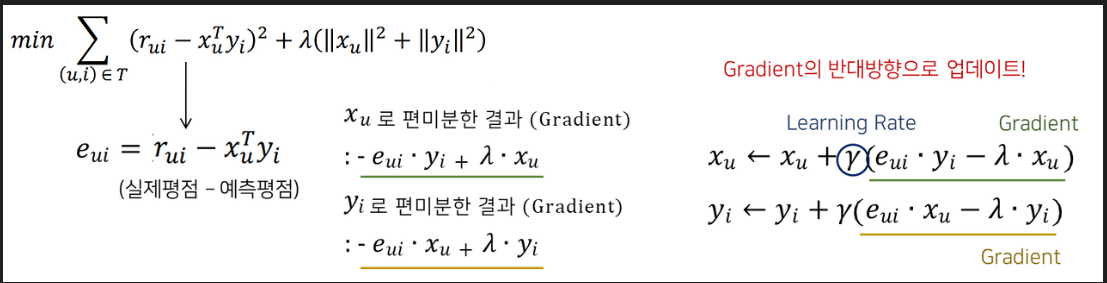 min ∑ (r_ui − x_u^T y_i)² + λ(‖x_u‖² + ‖y_i‖²)
(u,i) ∈ T
e_ui = r_ui − x_u^T y_i
(실제평점 – 예측평점)
x_u 로 편미분한 결과 (Gradient)
: - e_ui · y_i + λ · x_u
y_i 로 편미분한 결과 (Gradient)
: - e_ui · x_u + λ · y_i
Gradient의 반대방향으로 업데이트!
Learning Rate
Gradient
x_u ← x_u + γ(e_ui · y_i − λ · x_u)
y_i ← y_i + γ(e_ui · x_u − λ · y_i)
Gradient